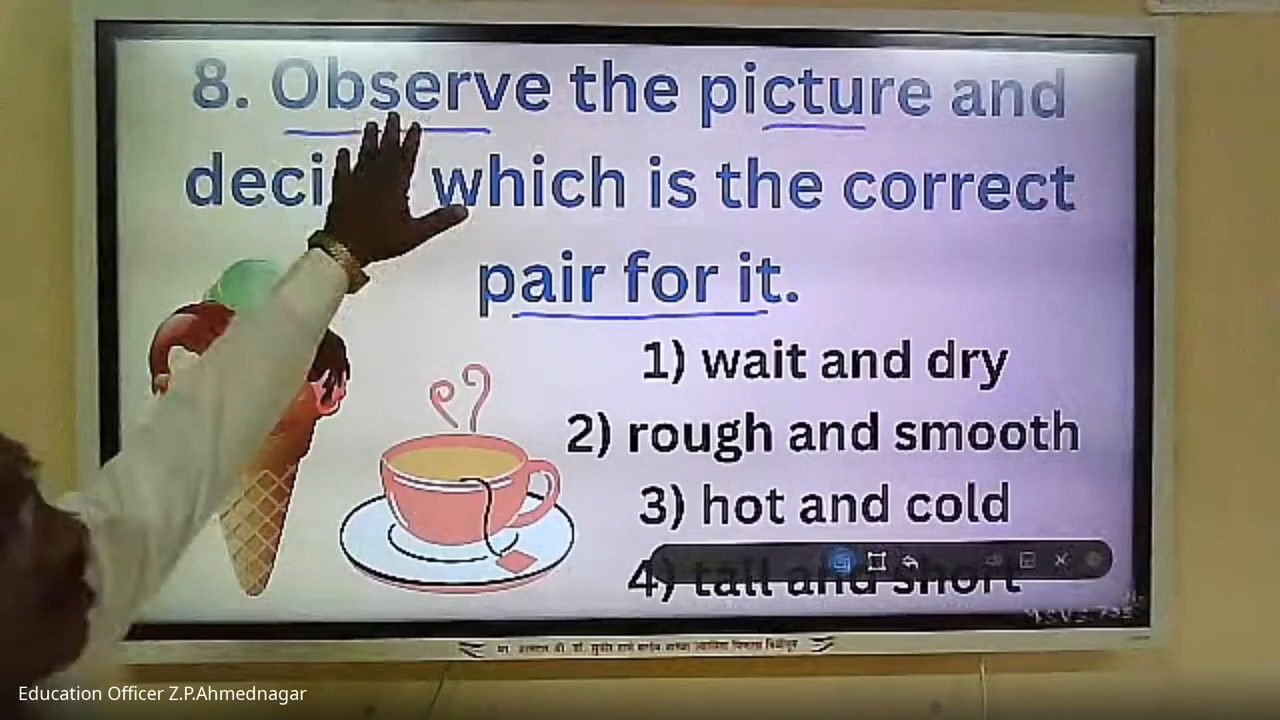 8. Observe the picture and
deci which is the correct
pair for it.
1) wait and dry
2) rough and smooth
3) hot and cold
4) tall and short
Education Officer Z.P.Ahmednagar